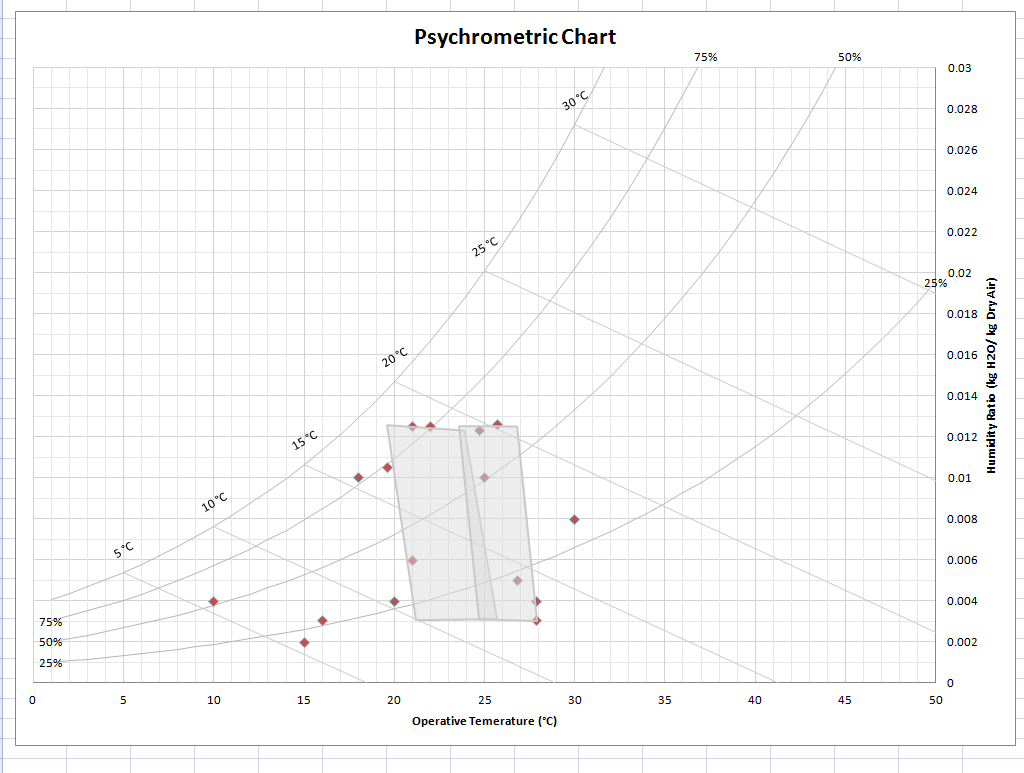 Psychrometric Chart
75%
50%
0.03
30°C
0.028
0.026
0.024
25°C
0.022
0.02
25%
0.018
20°C
0.016
0.014
15°C
0.012
0.01
10°C
0.008
5°C
0.006
0.004
75%
50%
0.002
25%
0
Humidity Ratio (kg H2O/ kg Dry Air)
0 5 10 15 20 25 30 35 40 45 50
Operative Temerature (°C)